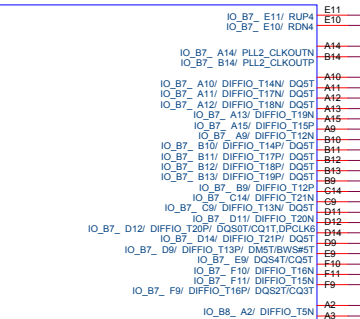 IO_B7_ E11/ RUP4 E11
IO_B7_ E10/ RDN4 E10
IO_B7_ A14/ PLL2_CLKOUTN A14
IO_B7_ B14/ PLL2_CLKOUTP B14
IO_B7_ A10/ DIFFIO_T14N/ DQ5T A10
IO_B7_ A11/ DIFFIO_T17N/ DQ5T A11
IO_B7_ A12/ DIFFIO_T18N/ DQ5T A12
IO_B7_ A13/ DIFFIO_T19N A13
IO_B7_ A15/ DIFFIO_T15P A15
IO_B7_ A9/ DIFFIO_T12N A9
IO_B7_ B10/ DIFFIO_T14P/ DQ5T B10
IO_B7_ B11/ DIFFIO_T17P/ DQ5T B11
IO_B7_ B12/ DIFFIO_T18P/ DQ5T B12
IO_B7_ B13/ DIFFIO_T19P/ DQ5T B13
IO_B7_ B9/ DIFFIO_T12P B9
IO_B7_ C14/ DIFFIO_T21N C14
IO_B7_ C9/ DIFFIO_T13N/ DQ5T C9
IO_B7_ D11/ DIFFIO_T20N D11
IO_B7_ D12/ DIFFIO_T20P/ DQS0T/CQ1T,DPCLK6 D12
IO_B7_ D14/ DIFFIO_T21P/ DQ5T D14
IO_B7_ D9/ DIFFIO_T13P/ DM5T/BWS#5T D9
IO_B7_ E9/ DQS4T/CQ5T E9
IO_B7_ F10/ DIFFIO_T16N F10
IO_B7_ F11/ DIFFIO_T15N F11
IO_B7_ F9/ DIFFIO_T16P/ DQS2T/CQ3T F9
IO_B8_ A2/ DIFFIO_T5N A2
A3